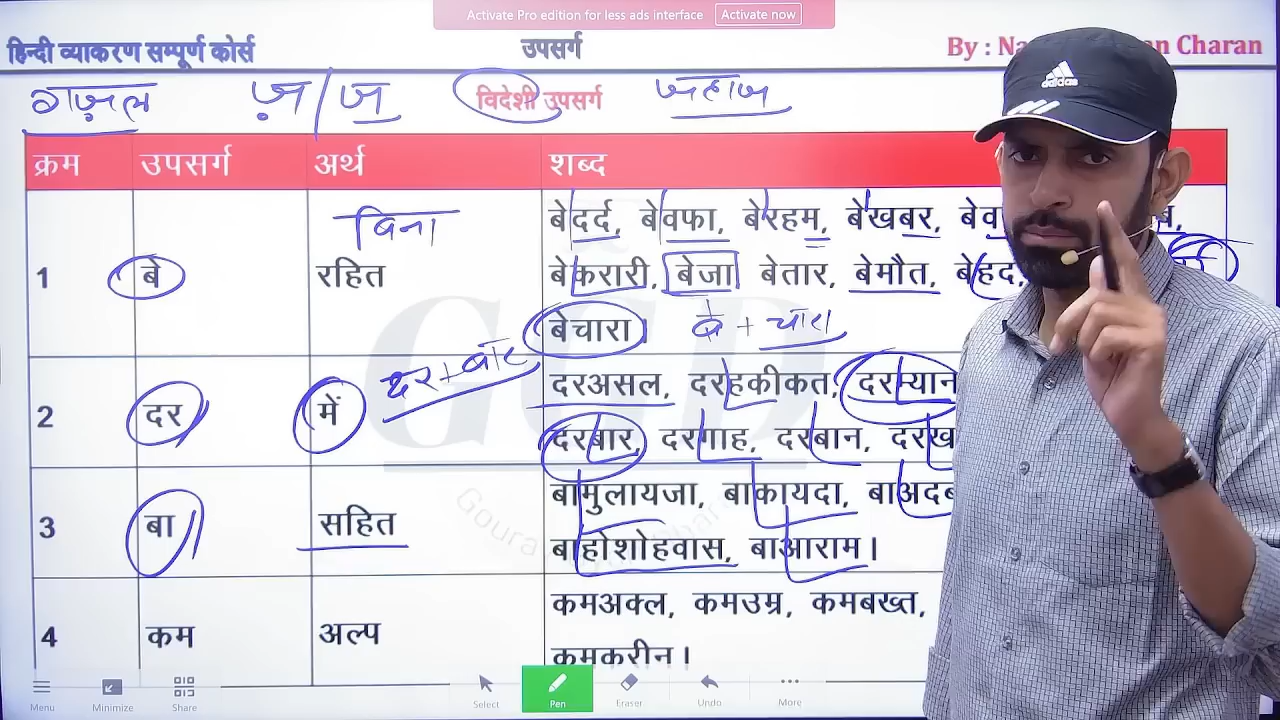 Activate Pro edition for less ads interface Activate now
हिन्दी व्याकरण सम्पूर्ण कोर्स उपसर्ग By : Charan
adidas
गज़ल ज़/ज विदेशी उपसर्ग जहाज
क्रम उपसर्ग अर्थ शब्द
बिना बेदर्द, बेवफा, बेरहम, बेखबर,
1 बे रहित बेकरारी, बेजा बेतार, बेमौत, बेहद,
बेचारा। बे + चारा
दर + बार दरअसल, दरहकीकत, दरम्यान
2 दर में दरबार, दरगाह, दरबान,
बामुलायजा, बाकायदा, बाअदब
3 बा सहित बाहोशोहवास, बाआराम।
कमअक्ल, कमउम्र, कमबख्त,
4 कम अल्प कमकरीन।
Menu Minimize Share Select Pen Eraser Undo More